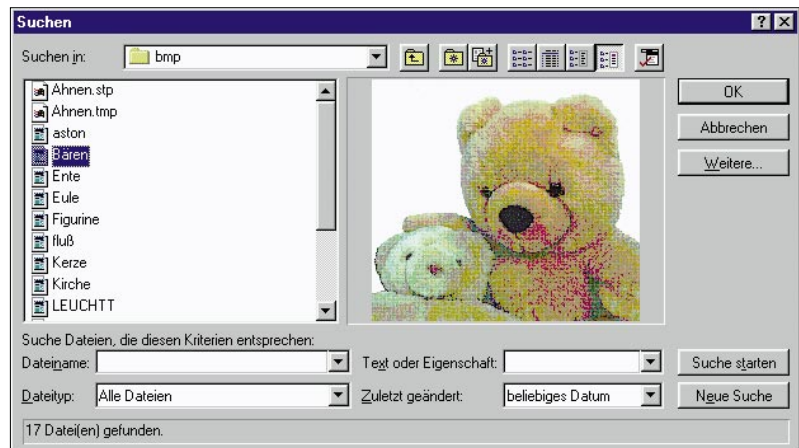 Suchen
Suchen in: bmp
Ahnen.stp
Ahnen.tmp
aston
Bären
Ente
Eule
Figurine
fluß
Kerze
Kirche
LEUCHTT
OK
Abbrechen
Weitere...
Suche Dateien, die diesen Kriterien entsprechen:
Dateiname: Text oder Eigenschaft: Suche starten
Dateityp: Alle Dateien Zuletzt geändert: beliebiges Datum Neue Suche
17 Datei(en) gefunden.